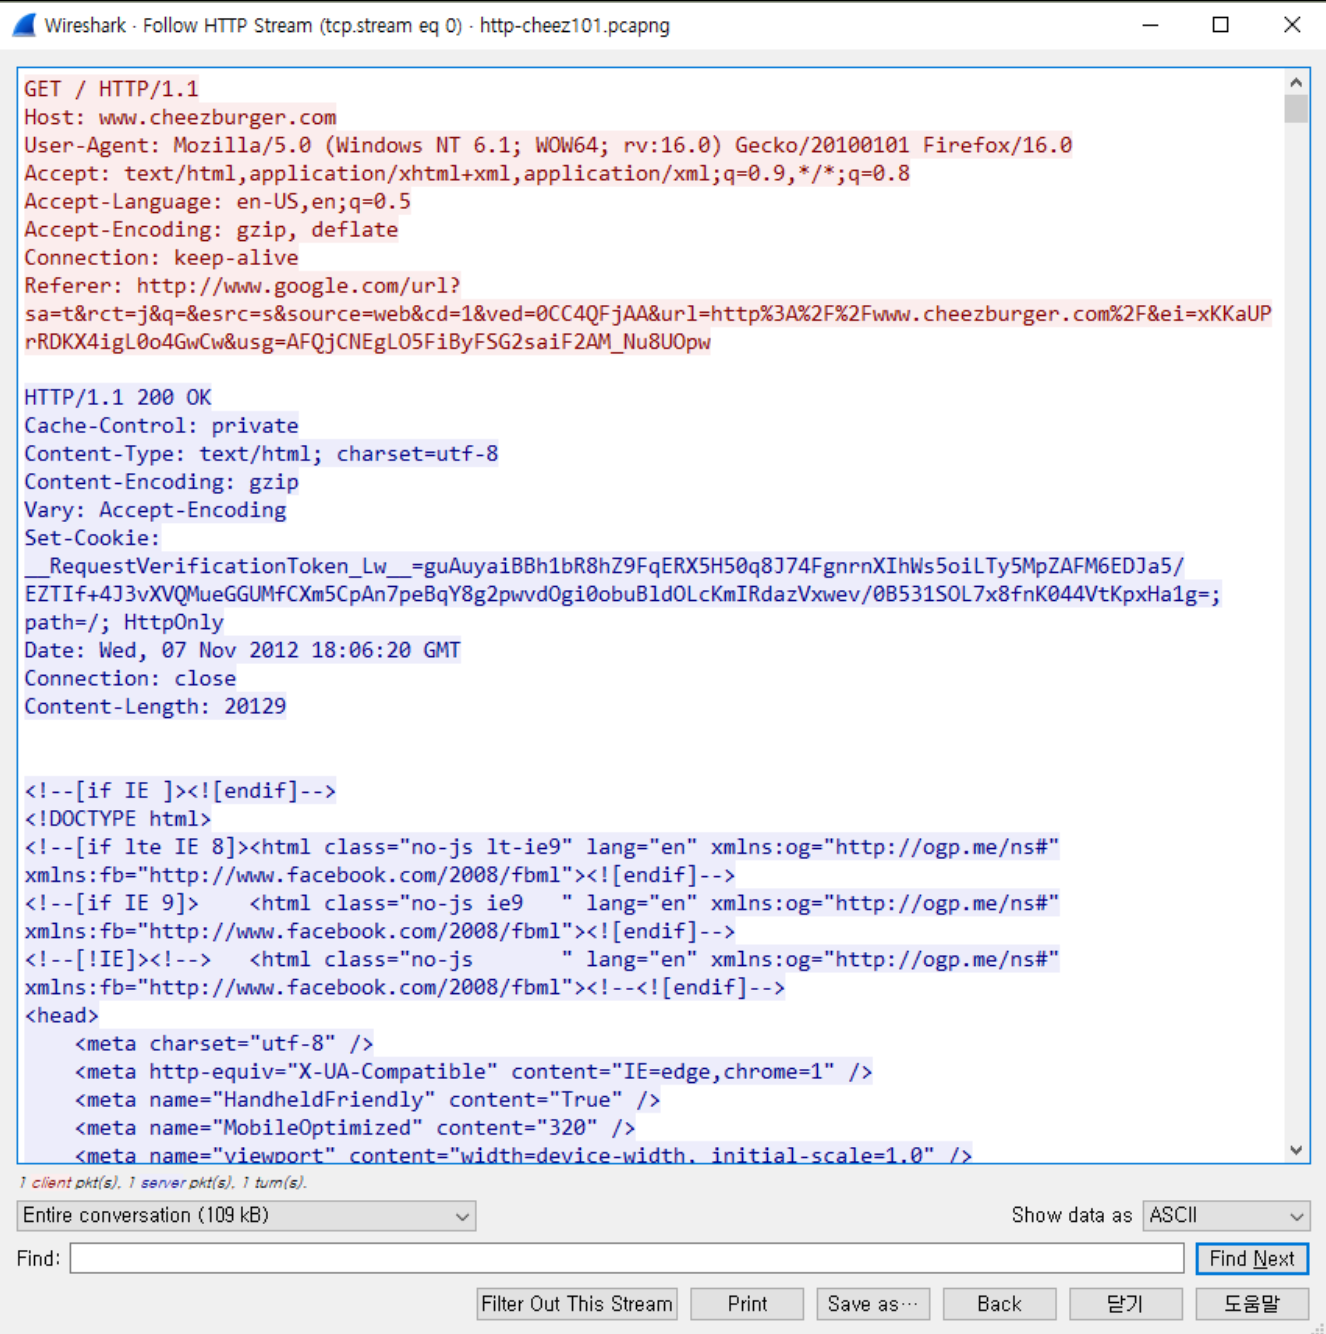 Wireshark · Follow HTTP Stream (tcp.stream eq 0) · http-cheez101.pcapng
GET / HTTP/1.1
Host: www.cheezburger.com
User-Agent: Mozilla/5.0 (Windows NT 6.1; WOW64; rv:16.0) Gecko/20100101 Firefox/16.0
Accept: text/html,application/xhtml+xml,application/xml;q=0.9,*/*;q=0.8
Accept-Language: en-US,en;q=0.5
Accept-Encoding: gzip, deflate
Connection: keep-alive
Referer: http://www.google.com/url?
sa=t&rct=j&q=&esrc=s&source=web&cd=1&ved=0CC4QFjAA&url=http%3A%2F%2Fwww.cheezburger.com%2F&ei=xKKaUP
rRDKX4igL0o4GwCw&usg=AFQjCNEgLO5FiByFSG2saiF2AM_Nu8UOpw
HTTP/1.1 200 OK
Cache-Control: private
Content-Type: text/html; charset=utf-8
Content-Encoding: gzip
Vary: Accept-Encoding
Set-Cookie:
__RequestVerificationToken_Lw__=guAuyaiBBh1bR8hZ9FqERX5H50q8J74FgnrnXIhWs5oiLTy5MpZAFM6EDJa5/
EZTIf+4J3vXVQMueGGUMfCXm5CpAn7peBqY8g2pwvdOgi0obuBldOLcKmIRdazVxwev/0B531SOL7x8fnK044VtKpxHa1g=;
path=/; HttpOnly
Date: Wed, 07 Nov 2012 18:06:20 GMT
Connection: close
Content-Length: 20129
<!--[if IE ]><![endif]-->
<!DOCTYPE html>
<!--[if lte IE 8]><html class="no-js lt-ie9" lang="en" xmlns:og="http://ogp.me/ns#"
xmlns:fb="http://www.facebook.com/2008/fbml"><![endif]-->
<!--[if IE 9]>    <html class="no-js ie9   " lang="en" xmlns:og="http://ogp.me/ns#"
xmlns:fb="http://www.facebook.com/2008/fbml"><![endif]-->
<!--[!IE]><!-->   <html class="no-js       " lang="en" xmlns:og="http://ogp.me/ns#"
xmlns:fb="http://www.facebook.com/2008/fbml"><!--<![endif]-->
<head>
    <meta charset="utf-8" />
    <meta http-equiv="X-UA-Compatible" content="IE=edge,chrome=1" />
    <meta name="HandheldFriendly" content="True" />
    <meta name="MobileOptimized" content="320" />
    <meta name="viewport" content="width=device-width, initial-scale=1.0" />
1 client pkt(s), 1 server pkt(s), 1 turn(s).
Entire conversation (109 kB) Show data as ASCII
Find: Find Next
Filter Out This Stream Print Save as… Back 닫기 도움말